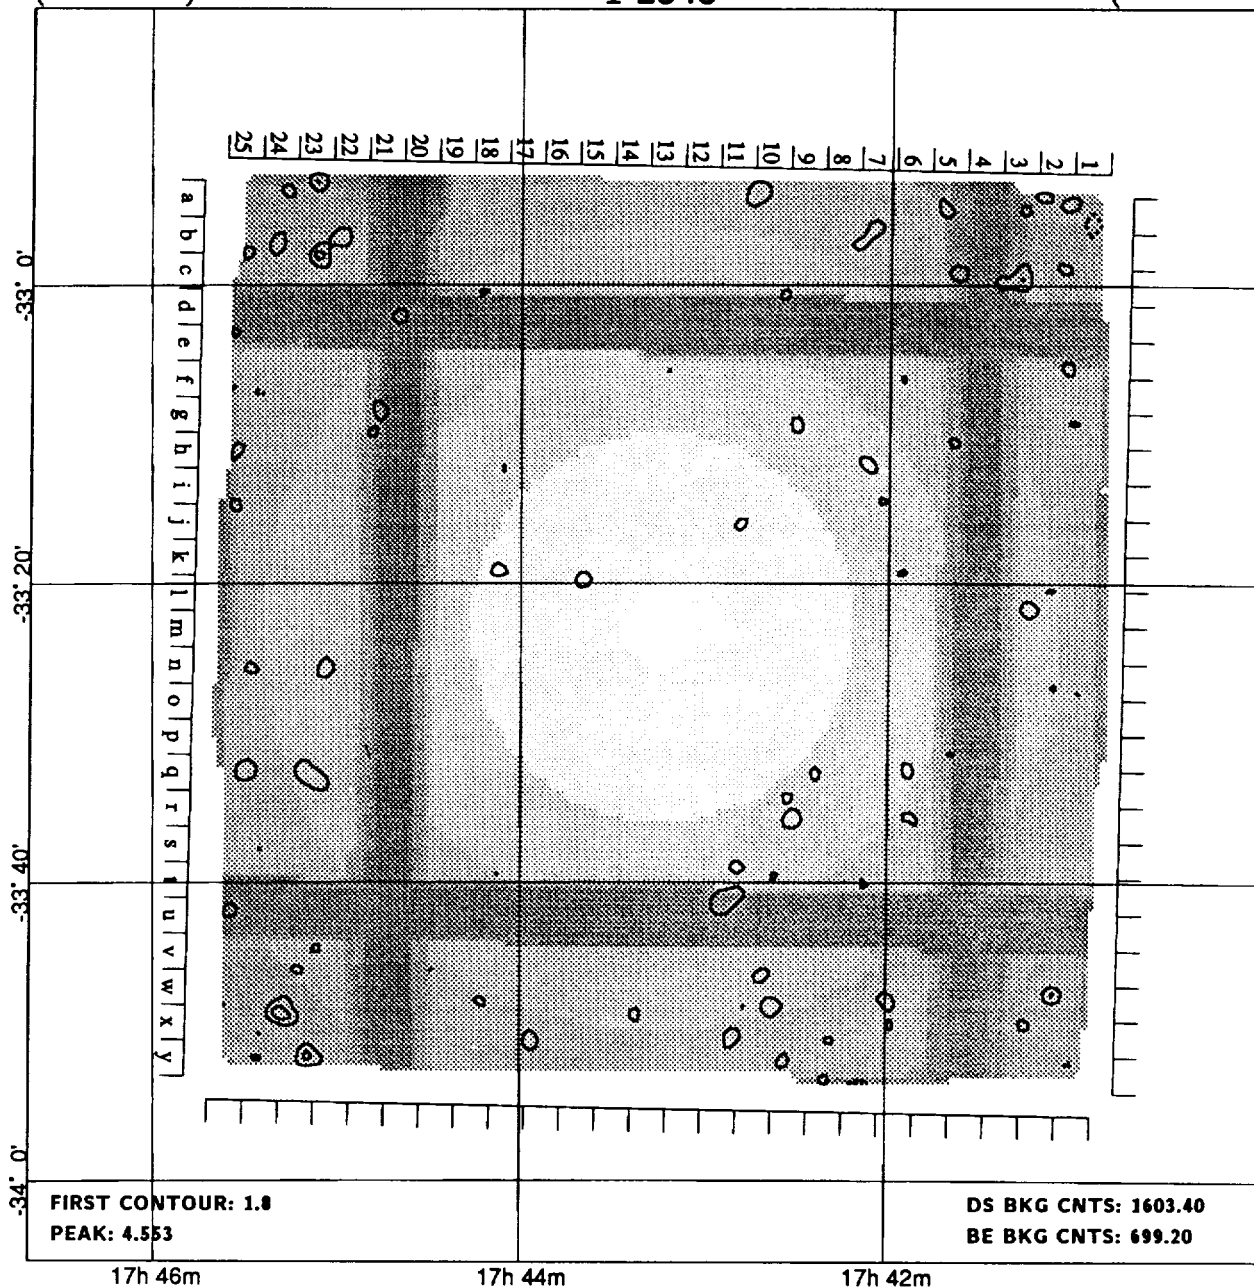 25 24 23 22 21 20 19 18 17 16 15 14 13 12 11 10 9 8 7 6 5 4 3 2 1
a
b
c
-33° 0'
d
e
f
g
h
i
j
k
-33° 20'
l
m
n
o
p
q
r
s
-33° 40'
t
u
v
w
x
y
-34° 0'
FIRST CONTOUR: 1.8
DS BKG CNTS: 1603.40
PEAK: 4.553
BE BKG CNTS: 699.20
17h 46m 17h 44m 17h 42m